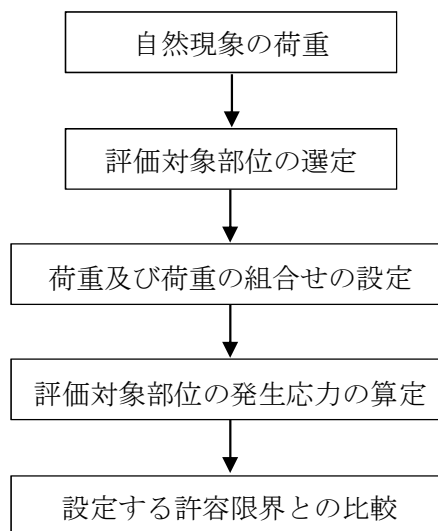 自然現象の荷重
評価対象部位の選定
荷重及び荷重の組合せの設定
評価対象部位の発生応力の算定
設定する許容限界との比較